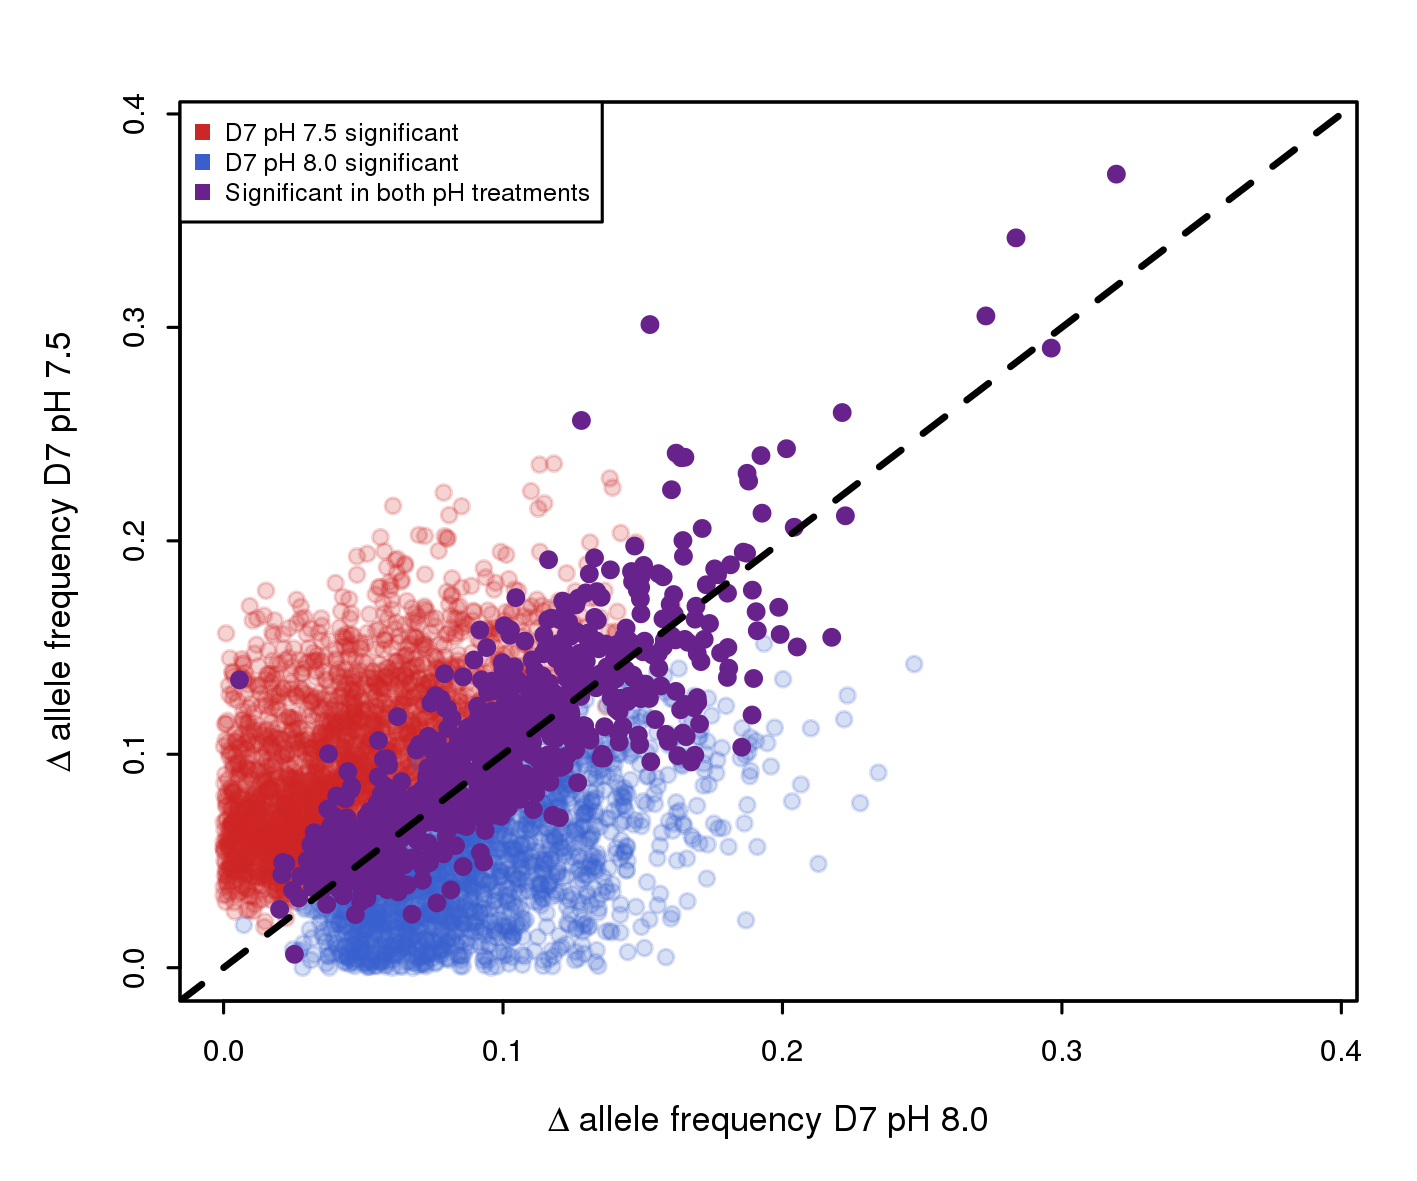 D7 pH 7.5 significant
D7 pH 8.0 significant
Significant in both pH treatments
Δ allele frequency D7 pH 7.5
0.4
0.3
0.2
0.1
0.0
0.0 0.1 0.2 0.3 0.4
Δ allele frequency D7 pH 8.0